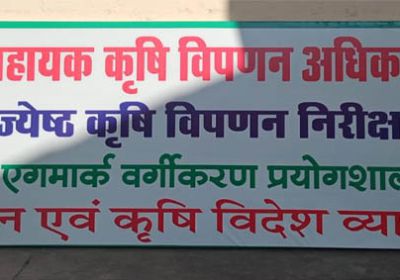 हायक कृषि विपणन अधिक
ज्येष्ठ कृषि विपणन निरीक्ष
एगमार्क वर्गीकरण प्रयोगशाल
न एवं कृषि विदेश व्या